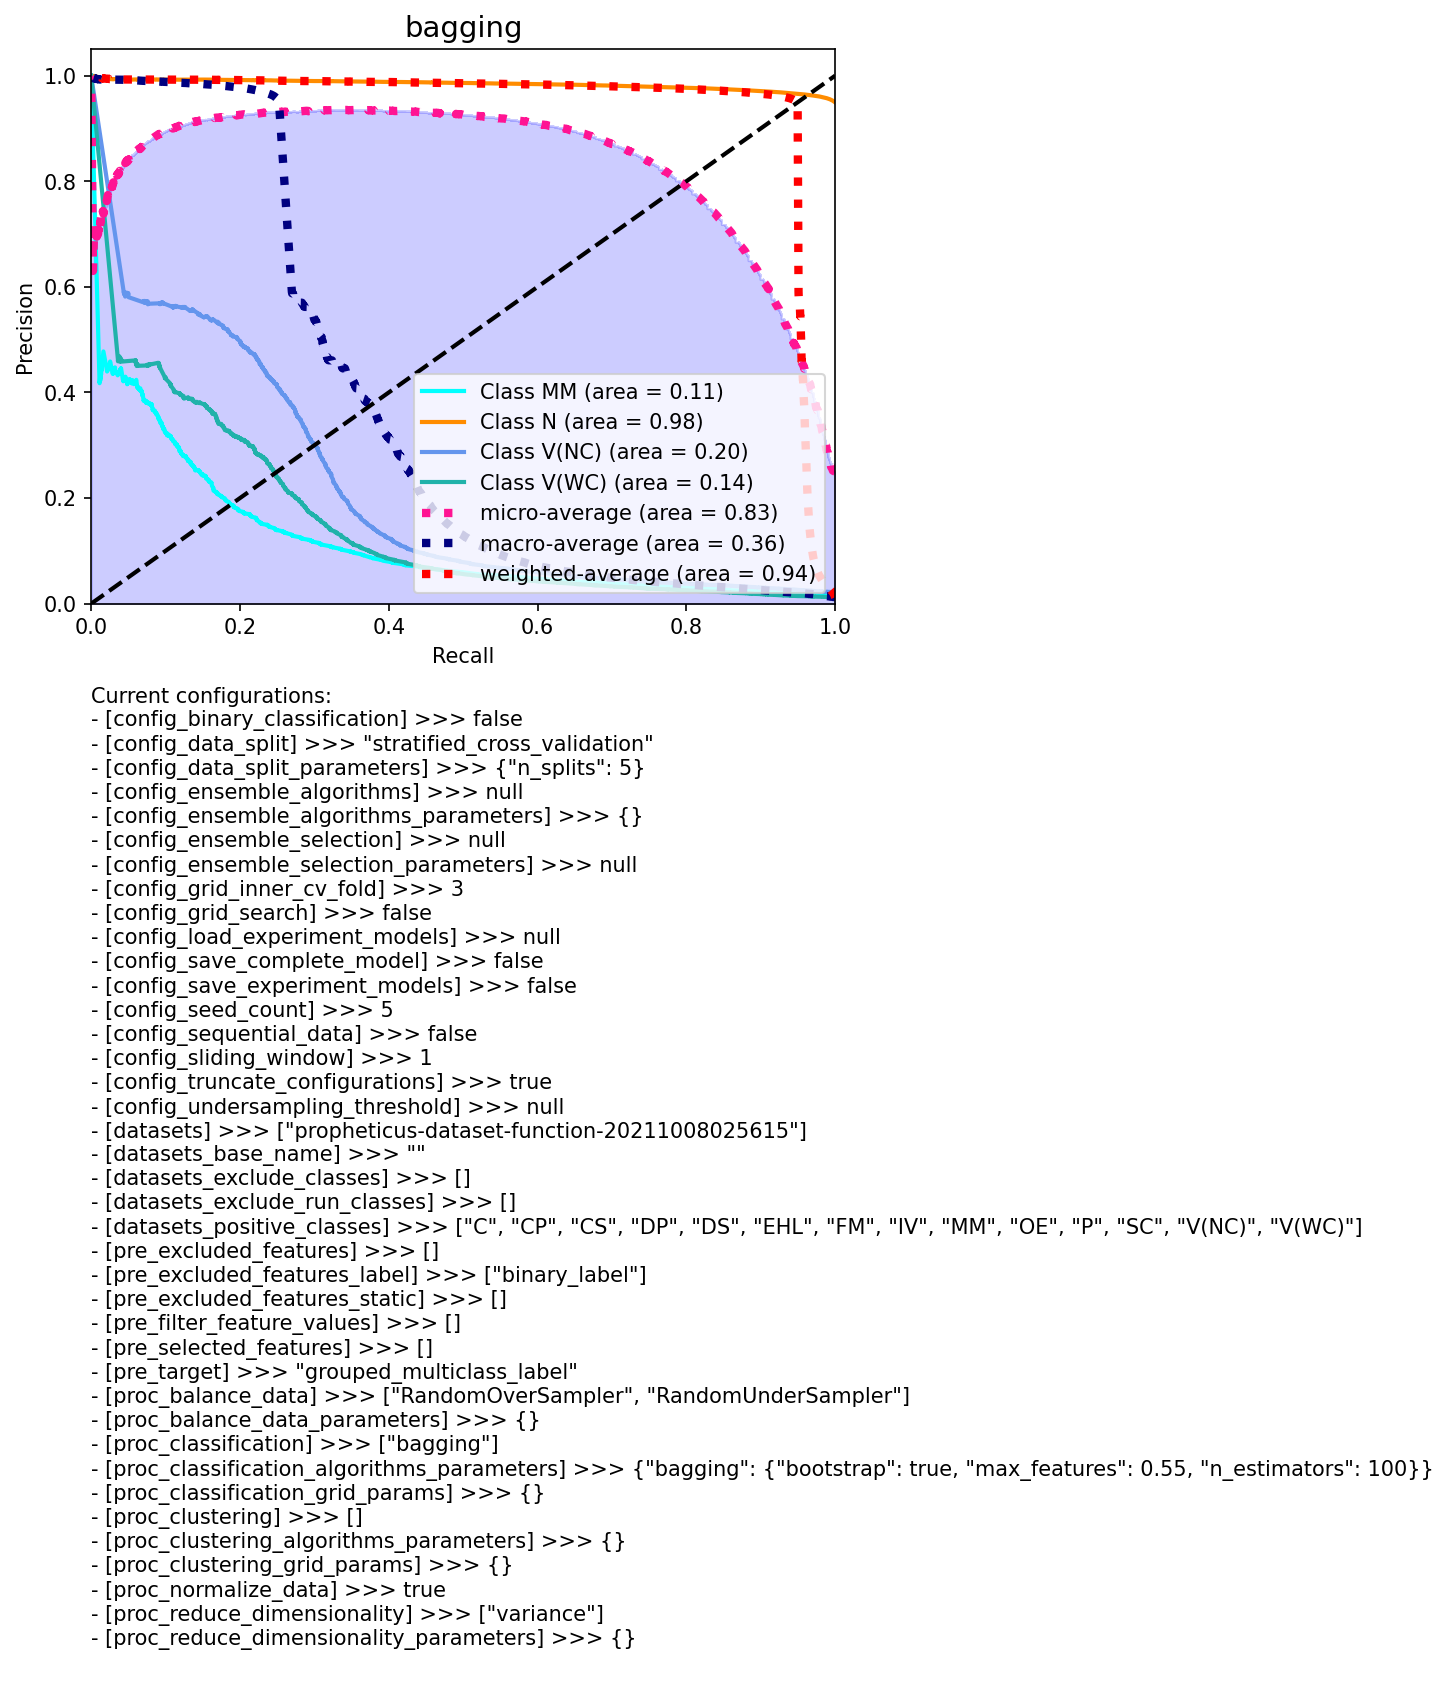 bagging
1.0
0.8
0.6
0.4
0.2
0.0
Precision
Class MM (area = 0.11)
Class N (area = 0.98)
Class V(NC) (area = 0.20)
Class V(WC) (area = 0.14)
micro-average (area = 0.83)
macro-average (area = 0.36)
weighted-average (area = 0.94)
0.0 0.2 0.4 0.6 0.8 1.0
Recall
Current configurations:
- [config_binary_classification] >>> false
- [config_data_split] >>> "stratified_cross_validation"
- [config_data_split_parameters] >>> {"n_splits": 5}
- [config_ensemble_algorithms] >>> null
- [config_ensemble_algorithms_parameters] >>> {}
- [config_ensemble_selection] >>> null
- [config_ensemble_selection_parameters] >>> null
- [config_grid_inner_cv_fold] >>> 3
- [config_grid_search] >>> false
- [config_load_experiment_models] >>> null
- [config_save_complete_model] >>> false
- [config_save_experiment_models] >>> false
- [config_seed_count] >>> 5
- [config_sequential_data] >>> false
- [config_sliding_window] >>> 1
- [config_truncate_configurations] >>> true
- [config_undersampling_threshold] >>> null
- [datasets] >>> ["propheticus-dataset-function-20211008025615"]
- [datasets_base_name] >>> ""
- [datasets_exclude_classes] >>> []
- [datasets_exclude_run_classes] >>> []
- [datasets_positive_classes] >>> ["C", "CP", "CS", "DP", "DS", "EHL", "FM", "IV", "MM", "OE", "P", "SC", "V(NC)", "V(WC)"]
- [pre_excluded_features] >>> []
- [pre_excluded_features_label] >>> ["binary_label"]
- [pre_excluded_features_static] >>> []
- [pre_filter_feature_values] >>> []
- [pre_selected_features] >>> []
- [pre_target] >>> "grouped_multiclass_label"
- [proc_balance_data] >>> ["RandomOverSampler", "RandomUnderSampler"]
- [proc_balance_data_parameters] >>> {}
- [proc_classification] >>> ["bagging"]
- [proc_classification_algorithms_parameters] >>> {"bagging": {"bootstrap": true, "max_features": 0.55, "n_estimators": 100}}
- [proc_classification_grid_params] >>> {}
- [proc_clustering] >>> []
- [proc_clustering_algorithms_parameters] >>> {}
- [proc_clustering_grid_params] >>> {}
- [proc_normalize_data] >>> true
- [proc_reduce_dimensionality] >>> ["variance"]
- [proc_reduce_dimensionality_parameters] >>> {}